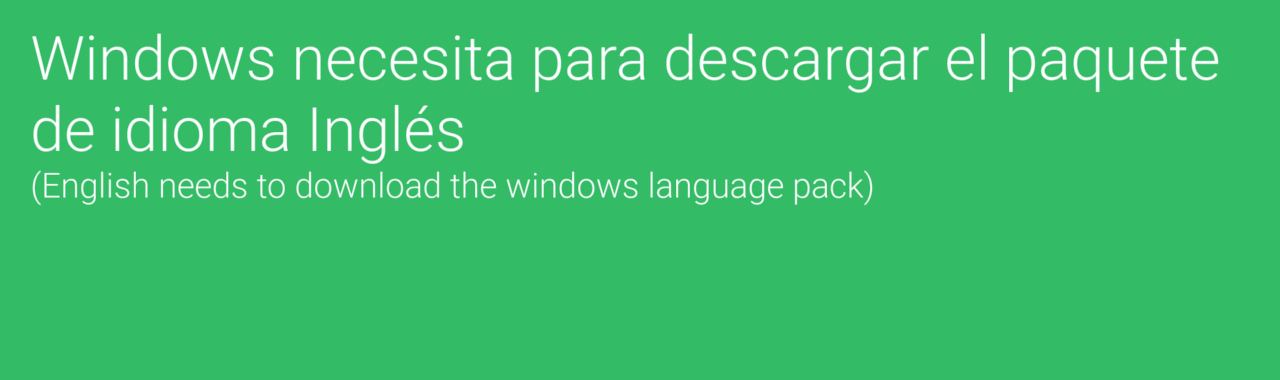 Windows necesita para descargar el paquete
de idioma Inglés
(English needs to download the windows language pack)